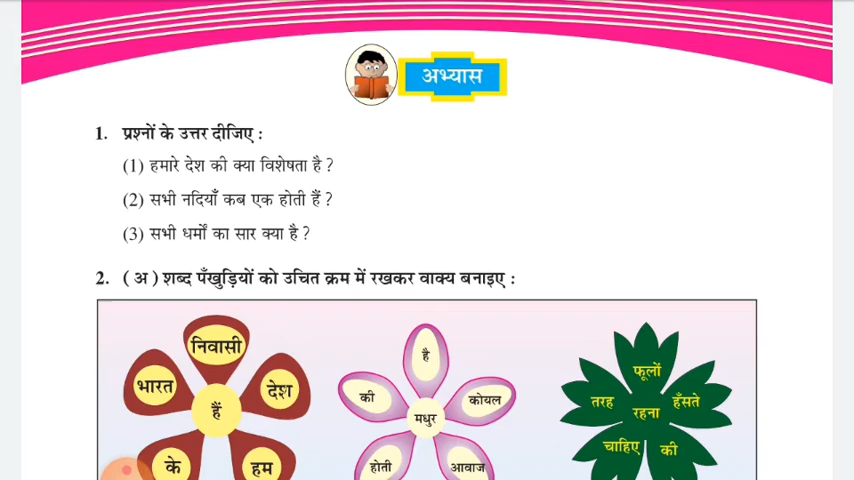 अभ्यास
1. प्रश्नों के उत्तर दीजिए :
(1) हमारे देश की क्या विशेषता है ?
(2) सभी नदियाँ कब एक होती हैं ?
(3) सभी धर्मों का सार क्या है ?
2. ( अ ) शब्द पँखुड़ियों को उचित क्रम में रखकर वाक्य बनाइए :
निवासी
भारत
देश
हैं
के
हम
है
की
कोयल
मधुर
होती
आवाज
फूलों
तरह
हँसते
रहना
चाहिए
की